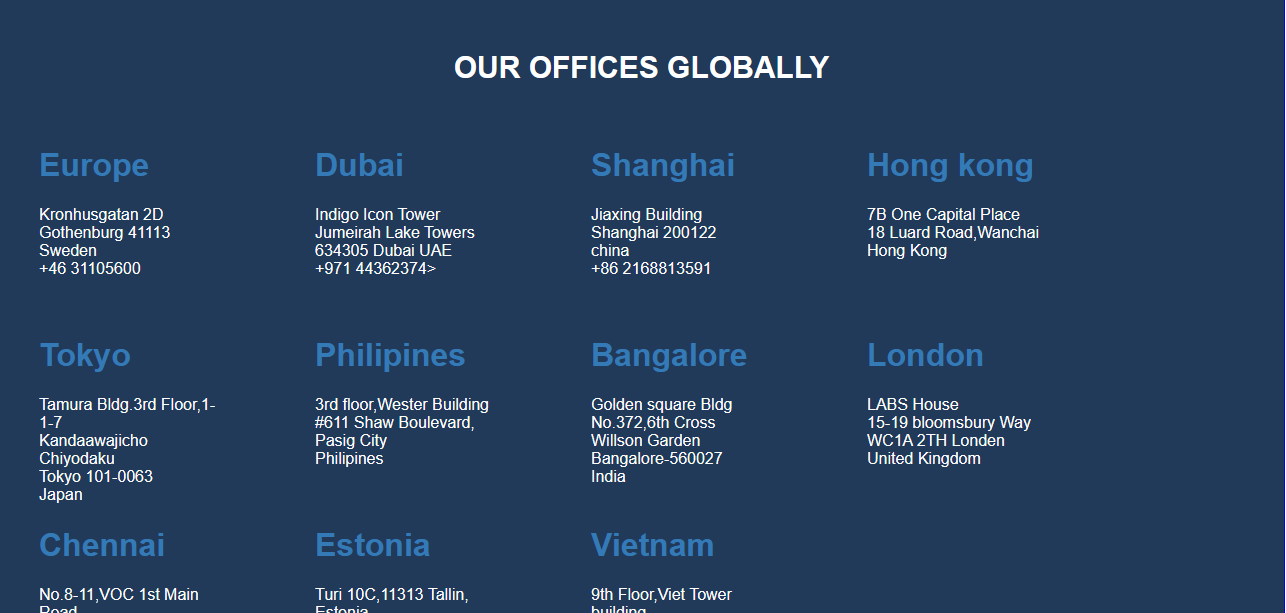 OUR OFFICES GLOBALLY
Europe
Kronhusgatan 2D
Gothenburg 41113
Sweden
+46 31105600
Dubai
Indigo Icon Tower
Jumeirah Lake Towers
634305 Dubai UAE
+971 44362374>
Shanghai
Jiaxing Building
Shanghai 200122
china
+86 2168813591
Hong kong
7B One Capital Place
18 Luard Road,Wanchai
Hong Kong
Tokyo
Tamura Bldg.3rd Floor,1-
1-7
Kandaawajicho
Chiyodaku
Tokyo 101-0063
Japan
Philipines
3rd floor,Wester Building
#611 Shaw Boulevard,
Pasig City
Philipines
Bangalore
Golden square Bldg
No.372,6th Cross
Willson Garden
Bangalore-560027
India
London
LABS House
15-19 bloomsbury Way
WC1A 2TH Londen
United Kingdom
Chennai
No.8-11,VOC 1st Main
Road
Estonia
Turi 10C,11313 Tallin,
Estonia
Vietnam
9th Floor,Viet Tower
building